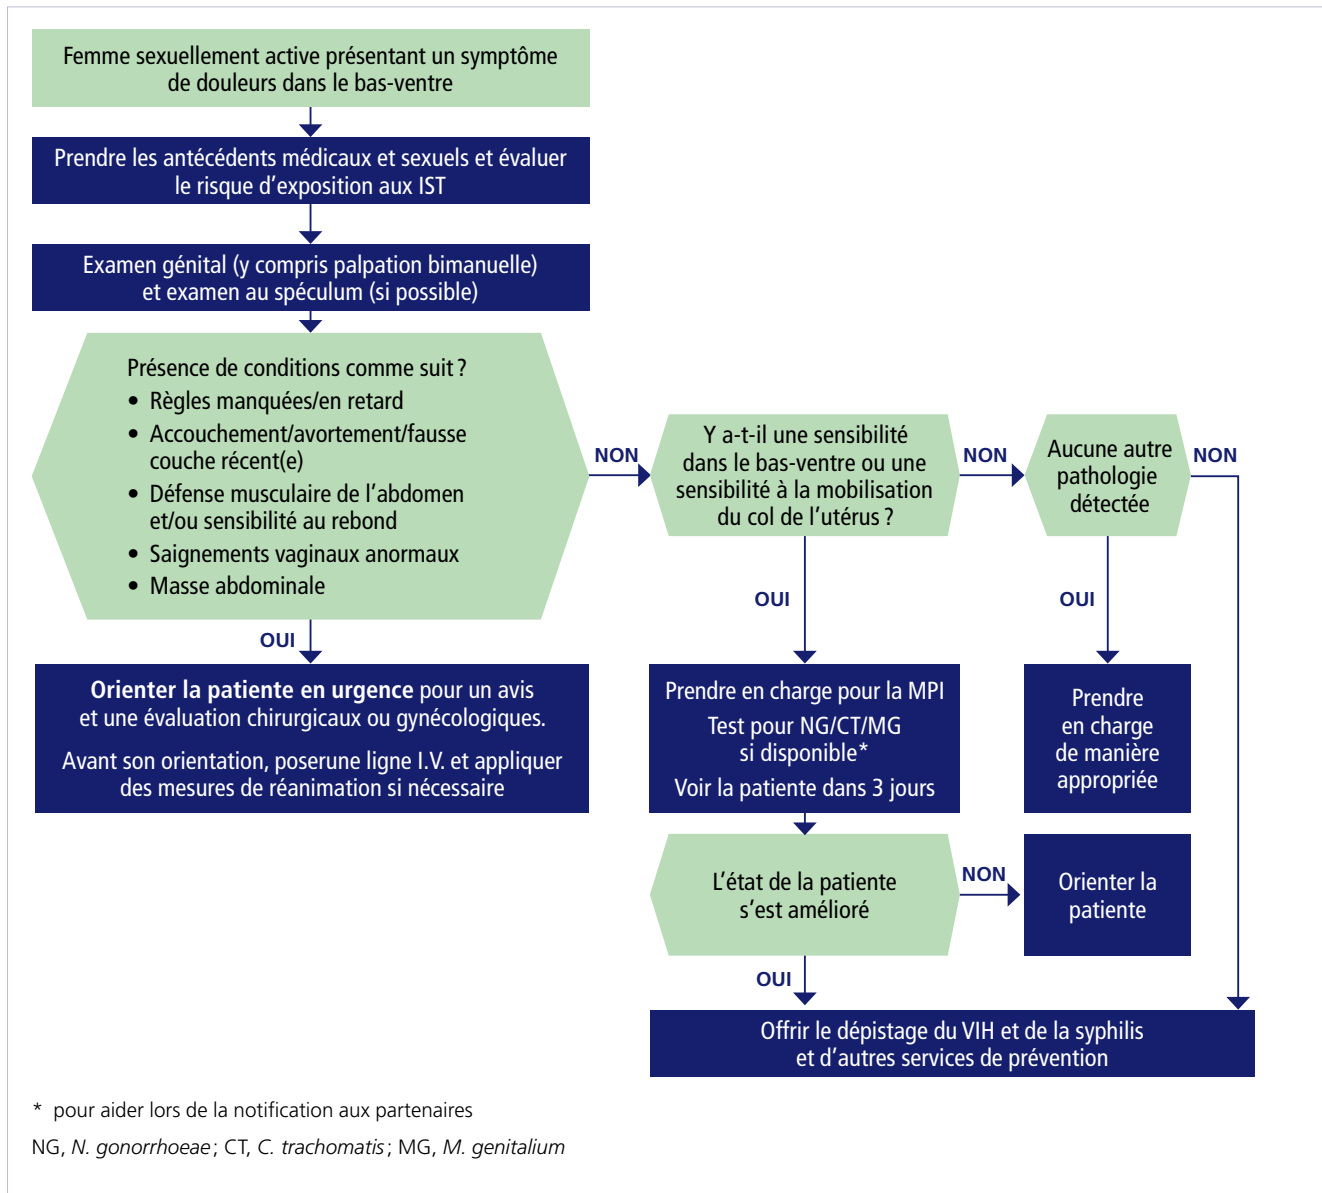 Femme sexuellement active présentant un symptôme
de douleurs dans le bas-ventre
Prendre les antécédents médicaux et sexuels et évaluer
le risque d'exposition aux IST
Examen génital (y compris palpation bimanuelle)
et examen au spéculum (si possible)
Présence de conditions comme suit ?
• Règles manquées/en retard
• Accouchement/avortement/fausse
couche récent(e)
• Défense musculaire de l'abdomen
et/ou sensibilité au rebond
• Saignements vaginaux anormaux
• Masse abdominale
NON
Y a-t-il une sensibilité
dans le bas-ventre ou une
sensibilité à la mobilisation
du col de l'utérus ?
NON
Aucune autre
pathologie
détectée
NON
OUI
OUI
OUI
Orienter la patiente en urgence pour un avis
et une évaluation chirurgicaux ou gynécologiques.
Avant son orientation, poserune ligne I.V. et appliquer
des mesures de réanimation si nécessaire
Prendre en charge pour la MPI
Test pour NG/CT/MG
si disponible*
Voir la patiente dans 3 jours
Prendre
en charge
de manière
appropriée
L'état de la patiente
s'est amélioré
NON
Orienter la
patiente
OUI
Offrir le dépistage du VIH et de la syphilis
et d'autres services de prévention
* pour aider lors de la notification aux partenaires
NG, N. gonorrhoeae ; CT, C. trachomatis ; MG, M. genitalium